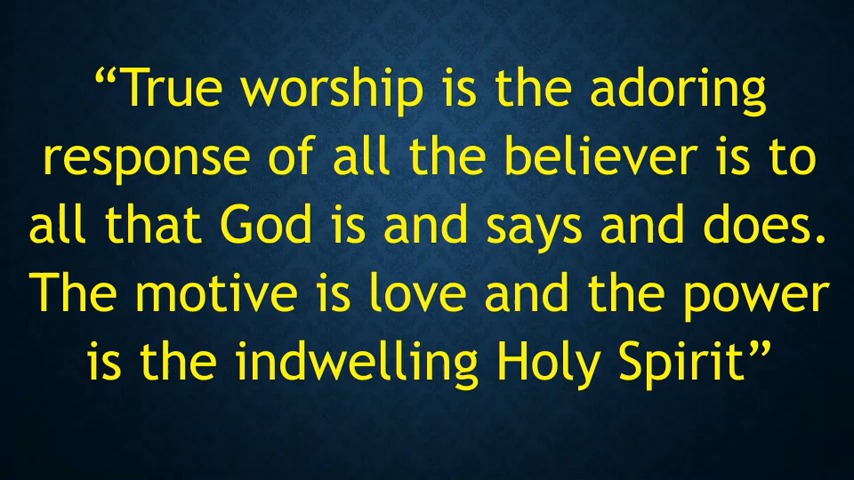 “True worship is the adoring
response of all the believer is to
all that God is and says and does.
The motive is love and the power
is the indwelling Holy Spirit”